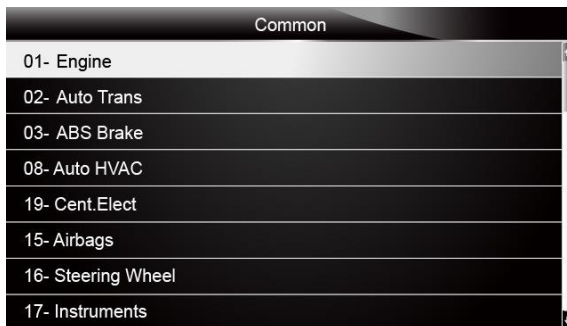 Common
01- Engine
02- Auto Trans
03- ABS Brake
08- Auto HVAC
19- Cent.Elect
15- Airbags
16- Steering Wheel
17- Instruments